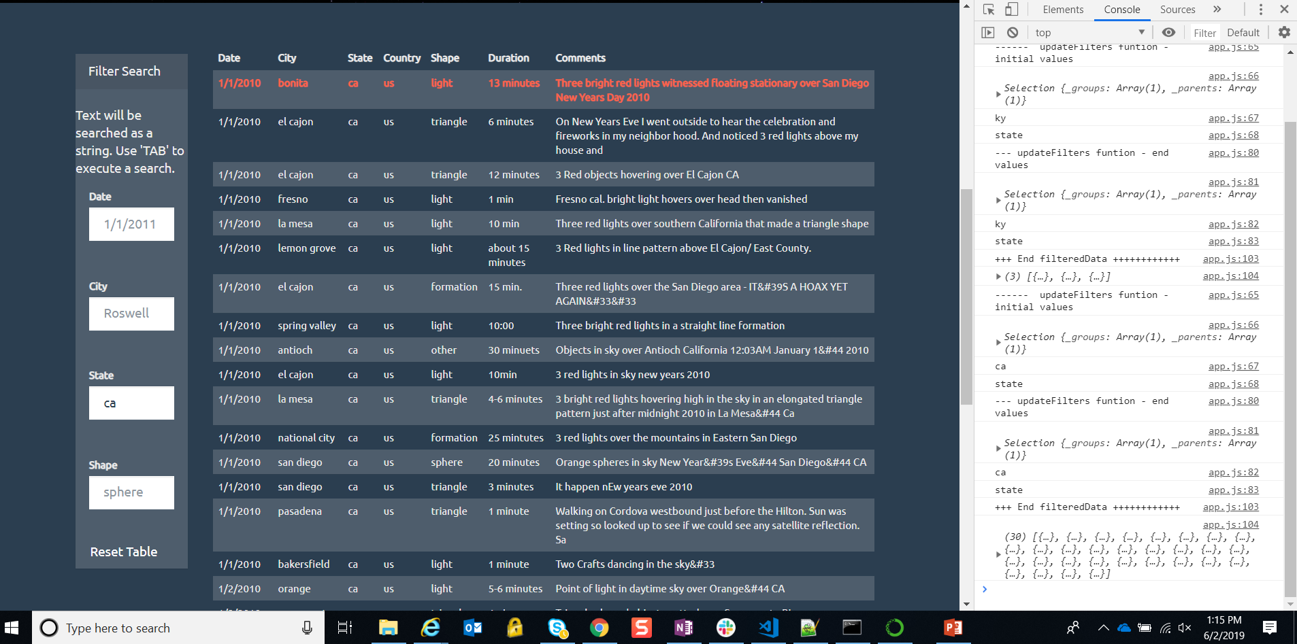 Filter Search
Text will be
searched as a
string. Use 'TAB' to
execute a search.
Date
1/1/2011
City
Roswell
State
ca
Shape
sphere
Reset Table
Date City State Country Shape Duration Comments
1/1/2010 bonita ca us light 13 minutes Three bright red lights witnessed floating stationary over San Diego
New Years Day 2010
1/1/2010 el cajon ca us triangle 6 minutes On New Years Eve I went outside to hear the celebration and
fireworks in my neighbor hood. And noticed 3 red lights above my
house and
1/1/2010 el cajon ca us triangle 12 minutes 3 Red objects hovering over El Cajon CA
1/1/2010 fresno ca us light 1 min Fresno cal. bright light hovers over head then vanished
1/1/2010 la mesa ca us light 10 min Three red lights over southern California that made a triangle shape
1/1/2010 lemon grove ca us light about 15 3 Red lights in line pattern above El Cajon/ East County.
minutes
1/1/2010 el cajon ca us formation 15 min. Three red lights over the San Diego area - IT&#39S A HOAX YET
AGAIN&#33&#33
1/1/2010 spring valley ca us light 10:00 Three bright red lights in a straight line formation
1/1/2010 antioch ca us other 30 minuets Objects in sky over Antioch California 12:03AM January 1&#44 2010
1/1/2010 el cajon ca us light 10min 3 red lights in sky new years 2010
1/1/2010 la mesa ca us triangle 4-6 minutes 3 bright red lights hovering high in the sky in an elongated triangle
pattern just after midnight 2010 in La Mesa&#44 Ca
1/1/2010 national city ca us formation 25 mintutes 3 red lights over the mountains in Eastern San Diego
1/1/2010 san diego ca us sphere 20 minutes Orange spheres in sky New Year&#39s Eve&#44 San Diego&#44 CA
1/1/2010 san diego ca us triangle 3 minutes It happen nEw years eve 2010
1/1/2010 pasadena ca us triangle 1 minute Walking on Cordova westbound just before the Hilton. Sun was
setting so looked up to see if we could see any satellite reflection.
Sa
1/1/2010 bakersfield ca us light 1 minute Two Crafts dancing in the sky&#33
1/2/2010 orange ca us light 5-6 minutes Point of light in daytime sky over Orange&#44 CA
Elements Console Sources »
top Filter Default
------ updateFilters funtion - app.js:65
initial values
app.js:66
Selection {_groups: Array(1), _parents: Array
(1)}
ky app.js:67
state app.js:68
--- updateFilters funtion - end app.js:80
values
app.js:81
Selection {_groups: Array(1), _parents: Array
(1)}
ky app.js:82
state app.js:83
+++ End filteredData ++++++++++++ app.js:103
(3) [{…}, {…}, {…}] app.js:104
------ updateFilters funtion - app.js:65
initial values
app.js:66
Selection {_groups: Array(1), _parents: Array
(1)}
ca app.js:67
state app.js:68
--- updateFilters funtion - end app.js:80
values
app.js:81
Selection {_groups: Array(1), _parents: Array
(1)}
ca app.js:82
state app.js:83
+++ End filteredData ++++++++++++ app.js:103
app.js:104
(30) [{…}, {…}, {…}, {…}, {…}, {…}, {…}, {…},
{…}, {…}, {…}, {…}, {…}, {…}, {…}, {…}, {…},
{…}, {…}, {…}, {…}, {…}, {…}, {…}, {…}, {…},
{…}, {…}, {…}, {…}]
Type here to search
1:15 PM
6/2/2019